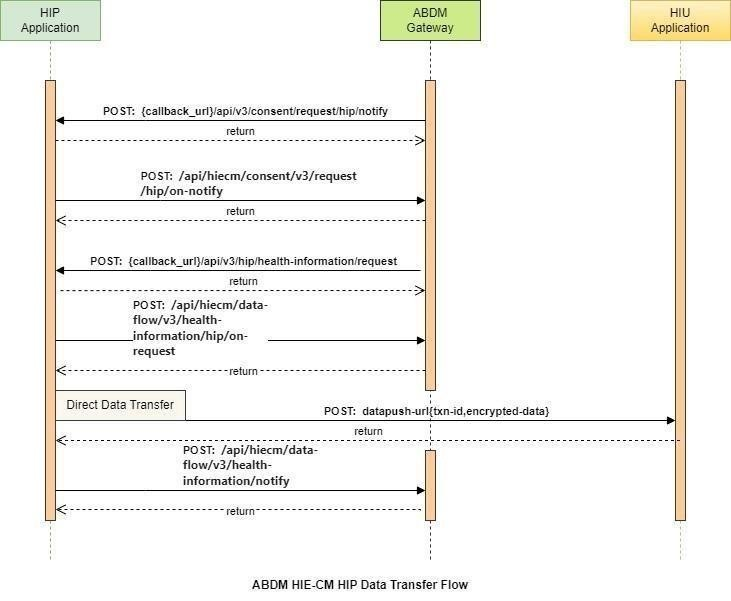 HIP
Application
ABDM
Gateway
HIU
Application
POST: {callback_url}/api/v3/consent/request/hip/notify
return
POST: /api/hiecm/consent/v3/request
/hip/on-notify
return
POST: {callback_url}/api/v3/hip/health-information/request
return
POST: /api/hiecm/data-
flow/v3/health-
information/hip/on-
request
return
Direct Data Transfer
POST: datapush-url{txn-id,encrypted-data}
return
POST: /api/hiecm/data-
flow/v3/health-
information/notify
return
ABDM HIE-CM HIP Data Transfer Flow